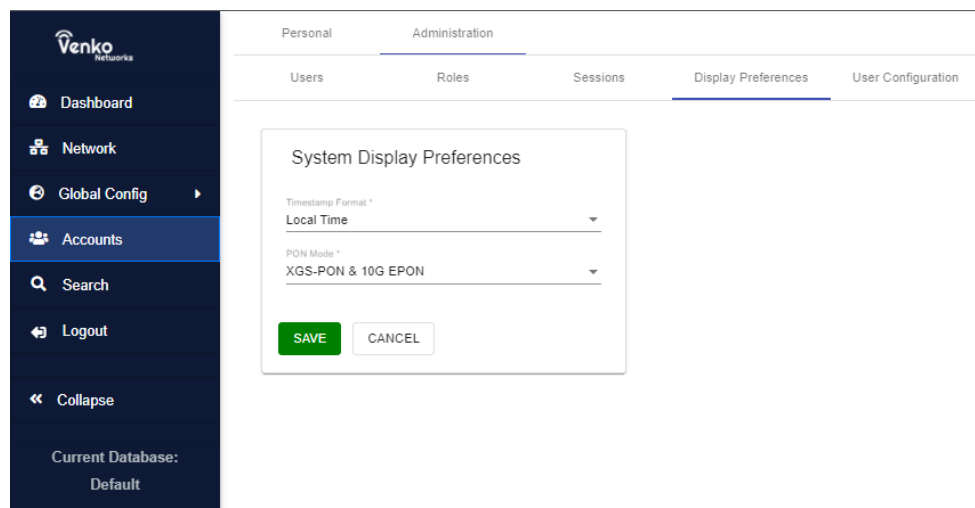 Venko
Networks
Dashboard
Network
Global Config
Accounts
Search
Logout
Collapse
Current Database:
Default
Personal Administration
Users Roles Sessions Display Preferences User Configuration
System Display Preferences
Timestamp Format *
Local Time
PON Mode *
XGS-PON & 10G EPON
SAVE CANCEL